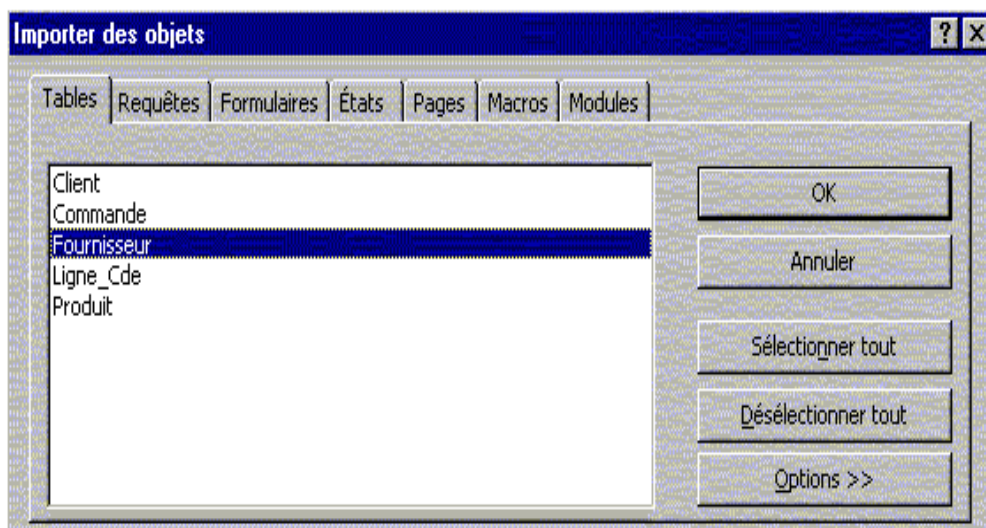 Importer des objets
Tables Requêtes Formulaires États Pages Macros Modules
Client
Commande
Fournisseur
Ligne_Cde
Produit
OK
Annuler
Sélectionner tout
Désélectionner tout
Options >>